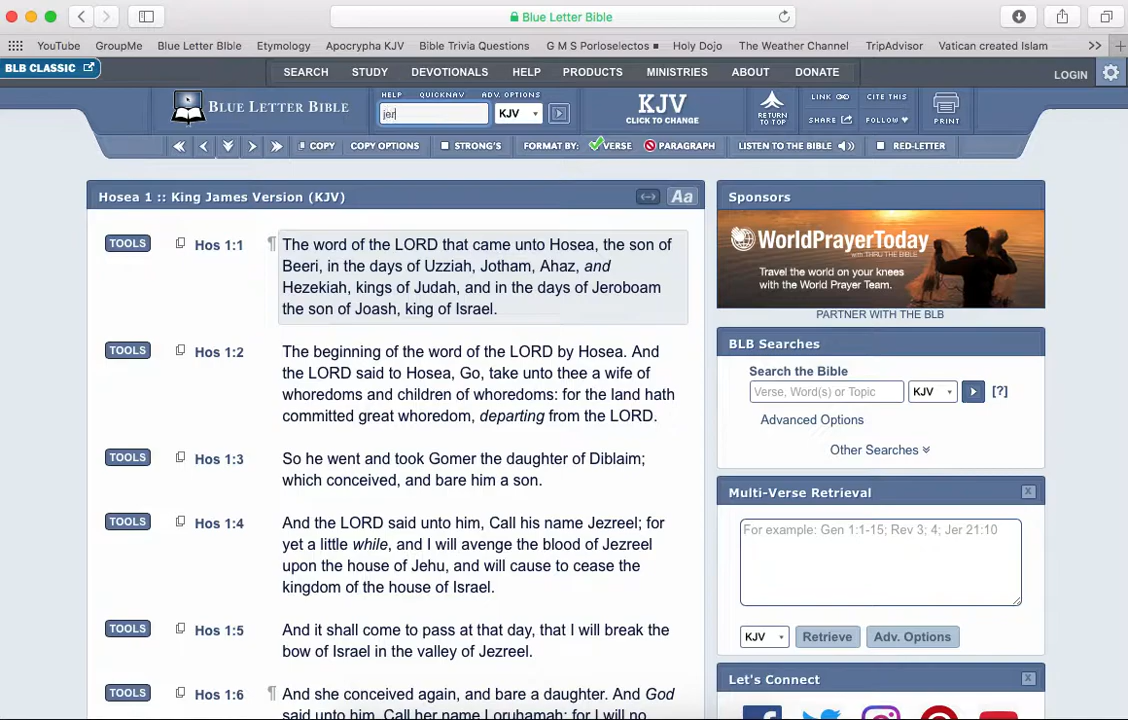 Blue Letter Bible
YouTube GroupMe Blue Letter BIble Etymology Apocrypha KJV Bible Trivia Questions G M S Porloselectos Holy Dojo The Weather Channel TripAdvisor Vatican created Islam >>
BLB CLASSIC
SEARCH STUDY DEVOTIONALS HELP PRODUCTS MINISTRIES ABOUT DONATE
LOGIN
BLUE LETTER BIBLE
HELP QUICKNAV ADV. OPTIONS
jer KJV
KJV
CLICK TO CHANGE
RETURN
TO TOP
LINK CITE THIS
SHARE FOLLOW
PRINT
COPY COPY OPTIONS STRONG'S FORMAT BY: VERSE PARAGRAPH LISTEN TO THE BIBLE RED-LETTER
Hosea 1 :: King James Version (KJV)
Aa
TOOLS Hos 1:1 ¶ The word of the LORD that came unto Hosea, the son of
Beeri, in the days of Uzziah, Jotham, Ahaz, and
Hezekiah, kings of Judah, and in the days of Jeroboam
the son of Joash, king of Israel.
TOOLS Hos 1:2 The beginning of the word of the LORD by Hosea. And
the LORD said to Hosea, Go, take unto thee a wife of
whoredoms and children of whoredoms: for the land hath
committed great whoredom, departing from the LORD.
TOOLS Hos 1:3 So he went and took Gomer the daughter of Diblaim;
which conceived, and bare him a son.
TOOLS Hos 1:4 And the LORD said unto him, Call his name Jezreel; for
yet a little while, and I will avenge the blood of Jezreel
upon the house of Jehu, and will cause to cease the
kingdom of the house of Israel.
TOOLS Hos 1:5 And it shall come to pass at that day, that I will break the
bow of Israel in the valley of Jezreel.
TOOLS Hos 1:6 ¶ And she conceived again, and bare a daughter. And God
said unto him, Call her name Loruhamah: for I will no
Sponsors
WorldPrayerToday
with THRU THE BIBLE
Travel the world on your knees
with the World Prayer Team.
PARTNER WITH THE BLB
BLB Searches
Search the Bible
Verse, Word(s) or Topic KJV [?]
Advanced Options
Other Searches
Multi-Verse Retrieval X
For example: Gen 1:1-15; Rev 3; 4; Jer 21:10
KJV Retrieve Adv. Options
Let's Connect X